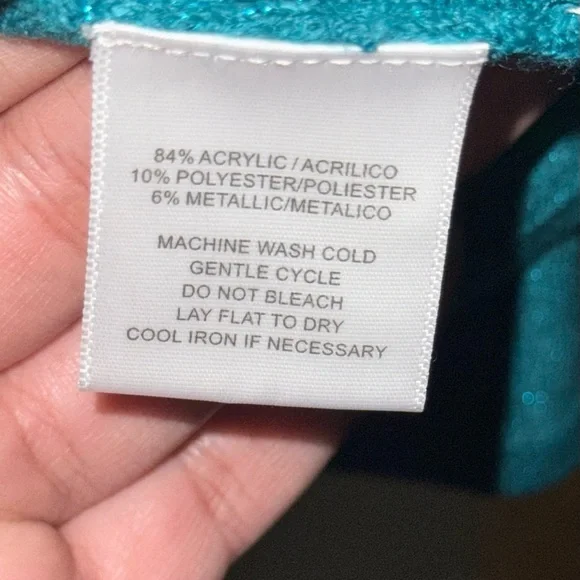 84% ACRYLIC / ACRILICO
10% POLYESTER/POLIESTER
6% METALLIC/METALICO
MACHINE WASH COLD
GENTLE CYCLE
DO NOT BLEACH
LAY FLAT TO DRY
COOL IRON IF NECESSARY